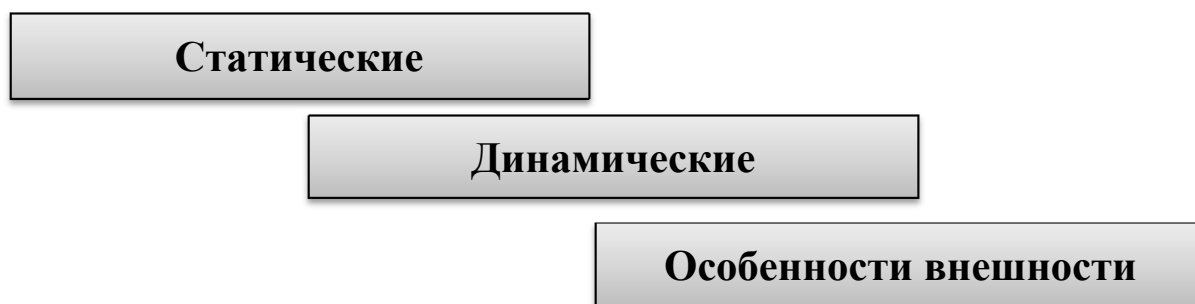 Статические
Динамические
Особенности внешности